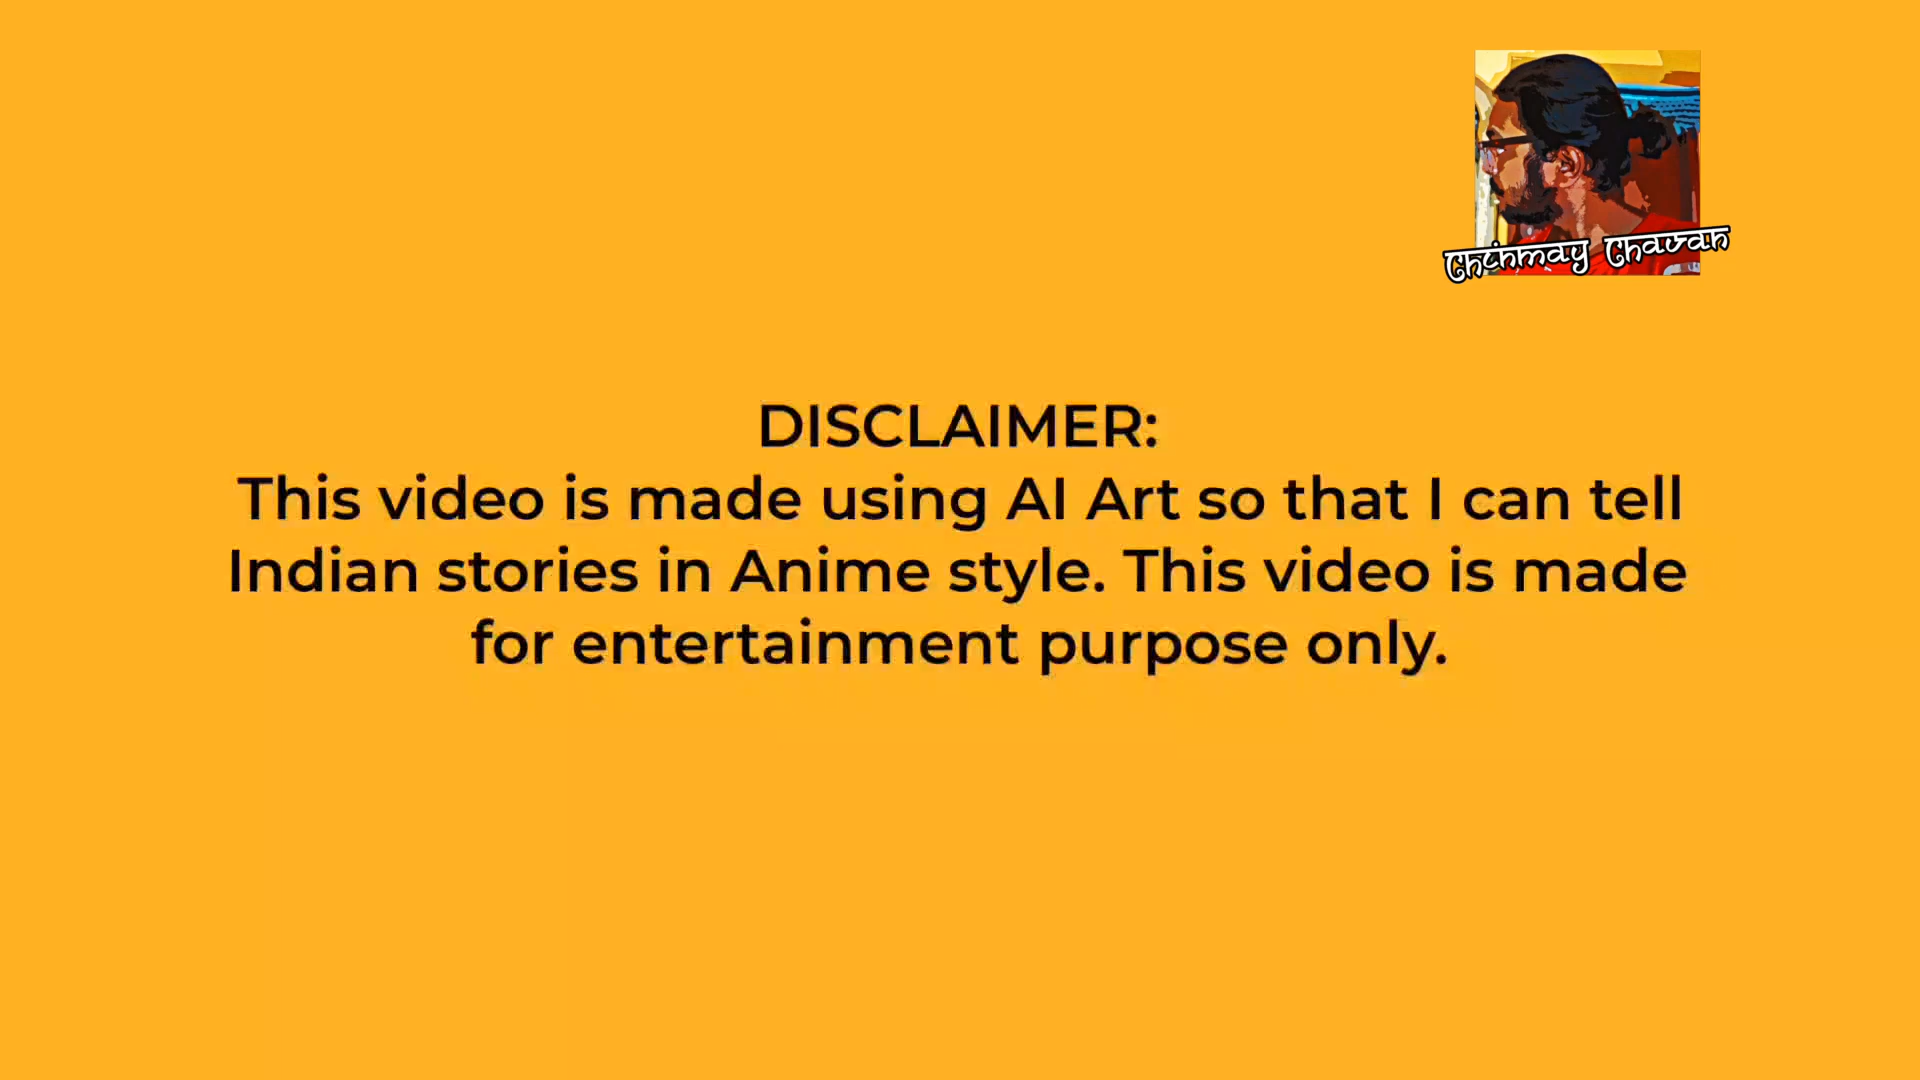 Chinmay Chavan
DISCLAIMER:
This video is made using AI Art so that I can tell
Indian stories in Anime style. This video is made
for entertainment purpose only.